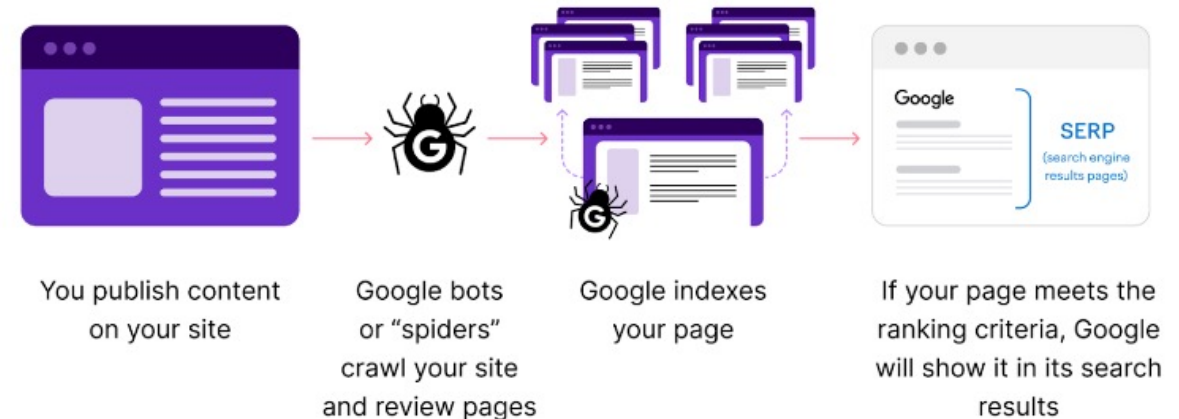 G
G
Google
SERP
(search engine
results pages)
You publish content
on your site
Google bots
or “spiders”
crawl your site
and review pages
Google indexes
your page
If your page meets the
ranking criteria, Google
will show it in its search
results